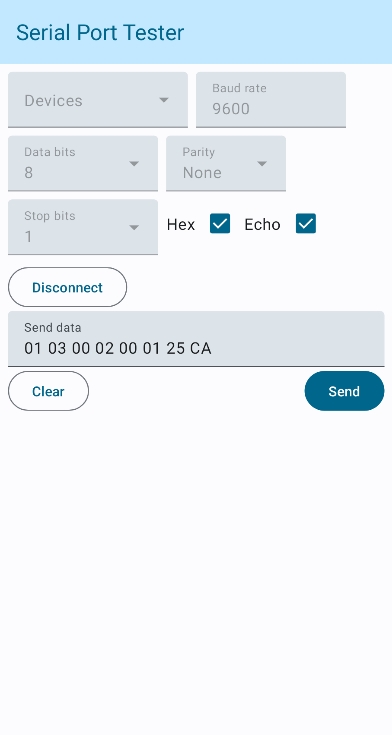 Serial Port Tester
Devices
Baud rate
9600
Data bits
8
Parity
None
Stop bits
1
Hex
Echo
Disconnect
Send data
01 03 00 02 00 01 25 CA
Clear
Send